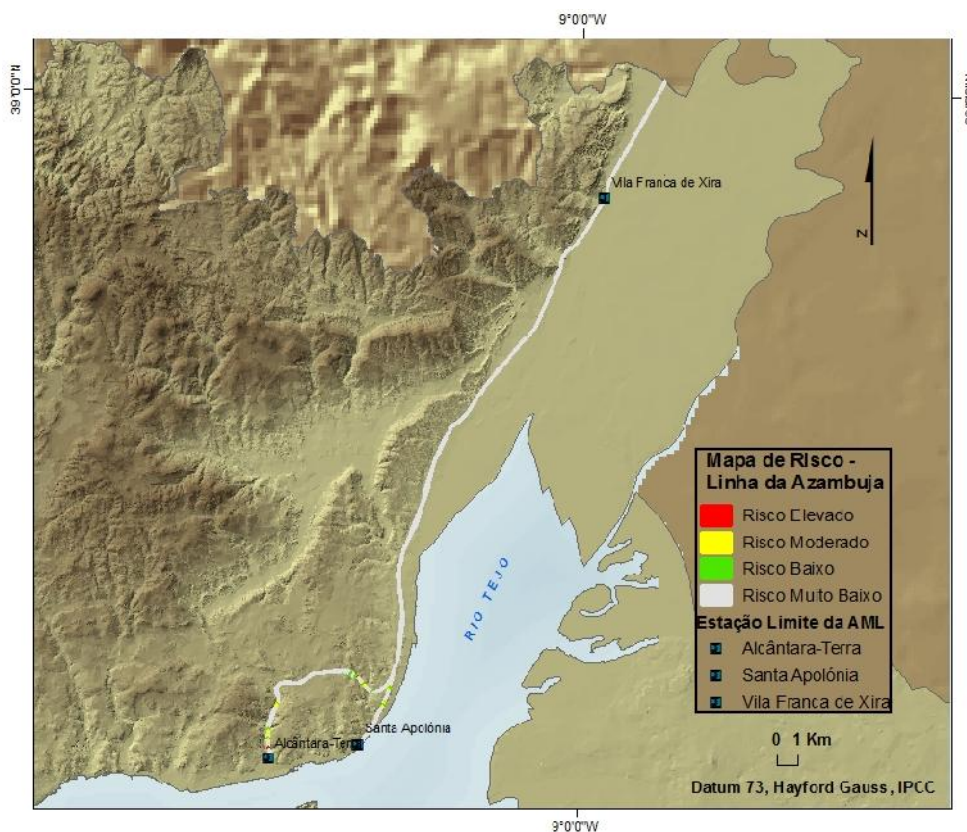 9°0'0"W
39°0'0"N
Vila Franca de Xira
Z
Mapa de Risco -
Linha da Azambuja
Risco Elevaco
Risco Moderado
Risco Baixo
Risco Muito Baixo
Estação Limite da AML
Alcântara-Terra
Santa Apolónia
Vila Franca de Xira
RIO TEJO
Santa Apolónia
Alcântara-Terra
0 1 Km
Datum 73, Hayford Gauss, IPCC
9°0'0"W